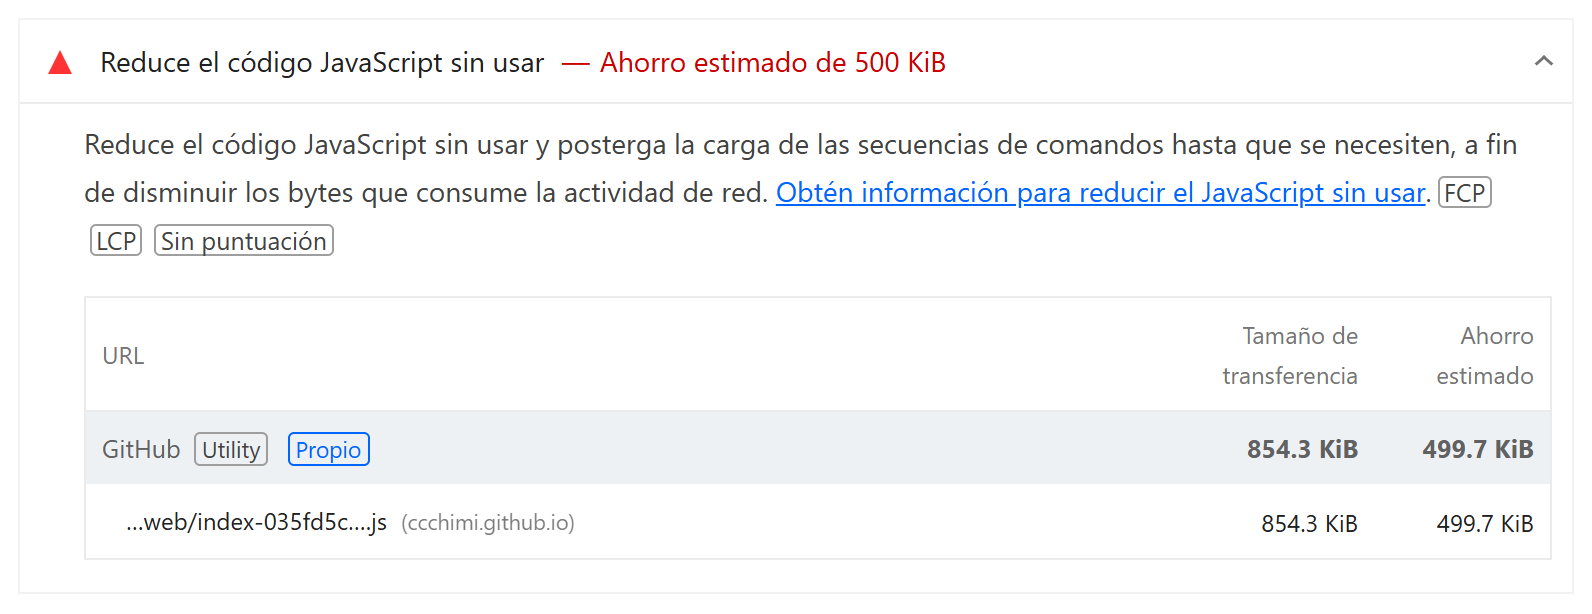 Reduce el código JavaScript sin usar — Ahorro estimado de 500 KiB
Reduce el código JavaScript sin usar y posterga la carga de las secuencias de comandos hasta que se necesiten, a fin
de disminuir los bytes que consume la actividad de red. Obtén información para reducir el JavaScript sin usar. FCP
LCP Sin puntuación
URL
Tamaño de
transferencia
Ahorro
estimado
GitHub Utility Propio 854.3 KiB 499.7 KiB
…web/index-035fd5c….js (ccchimi.github.io) 854.3 KiB 499.7 KiB